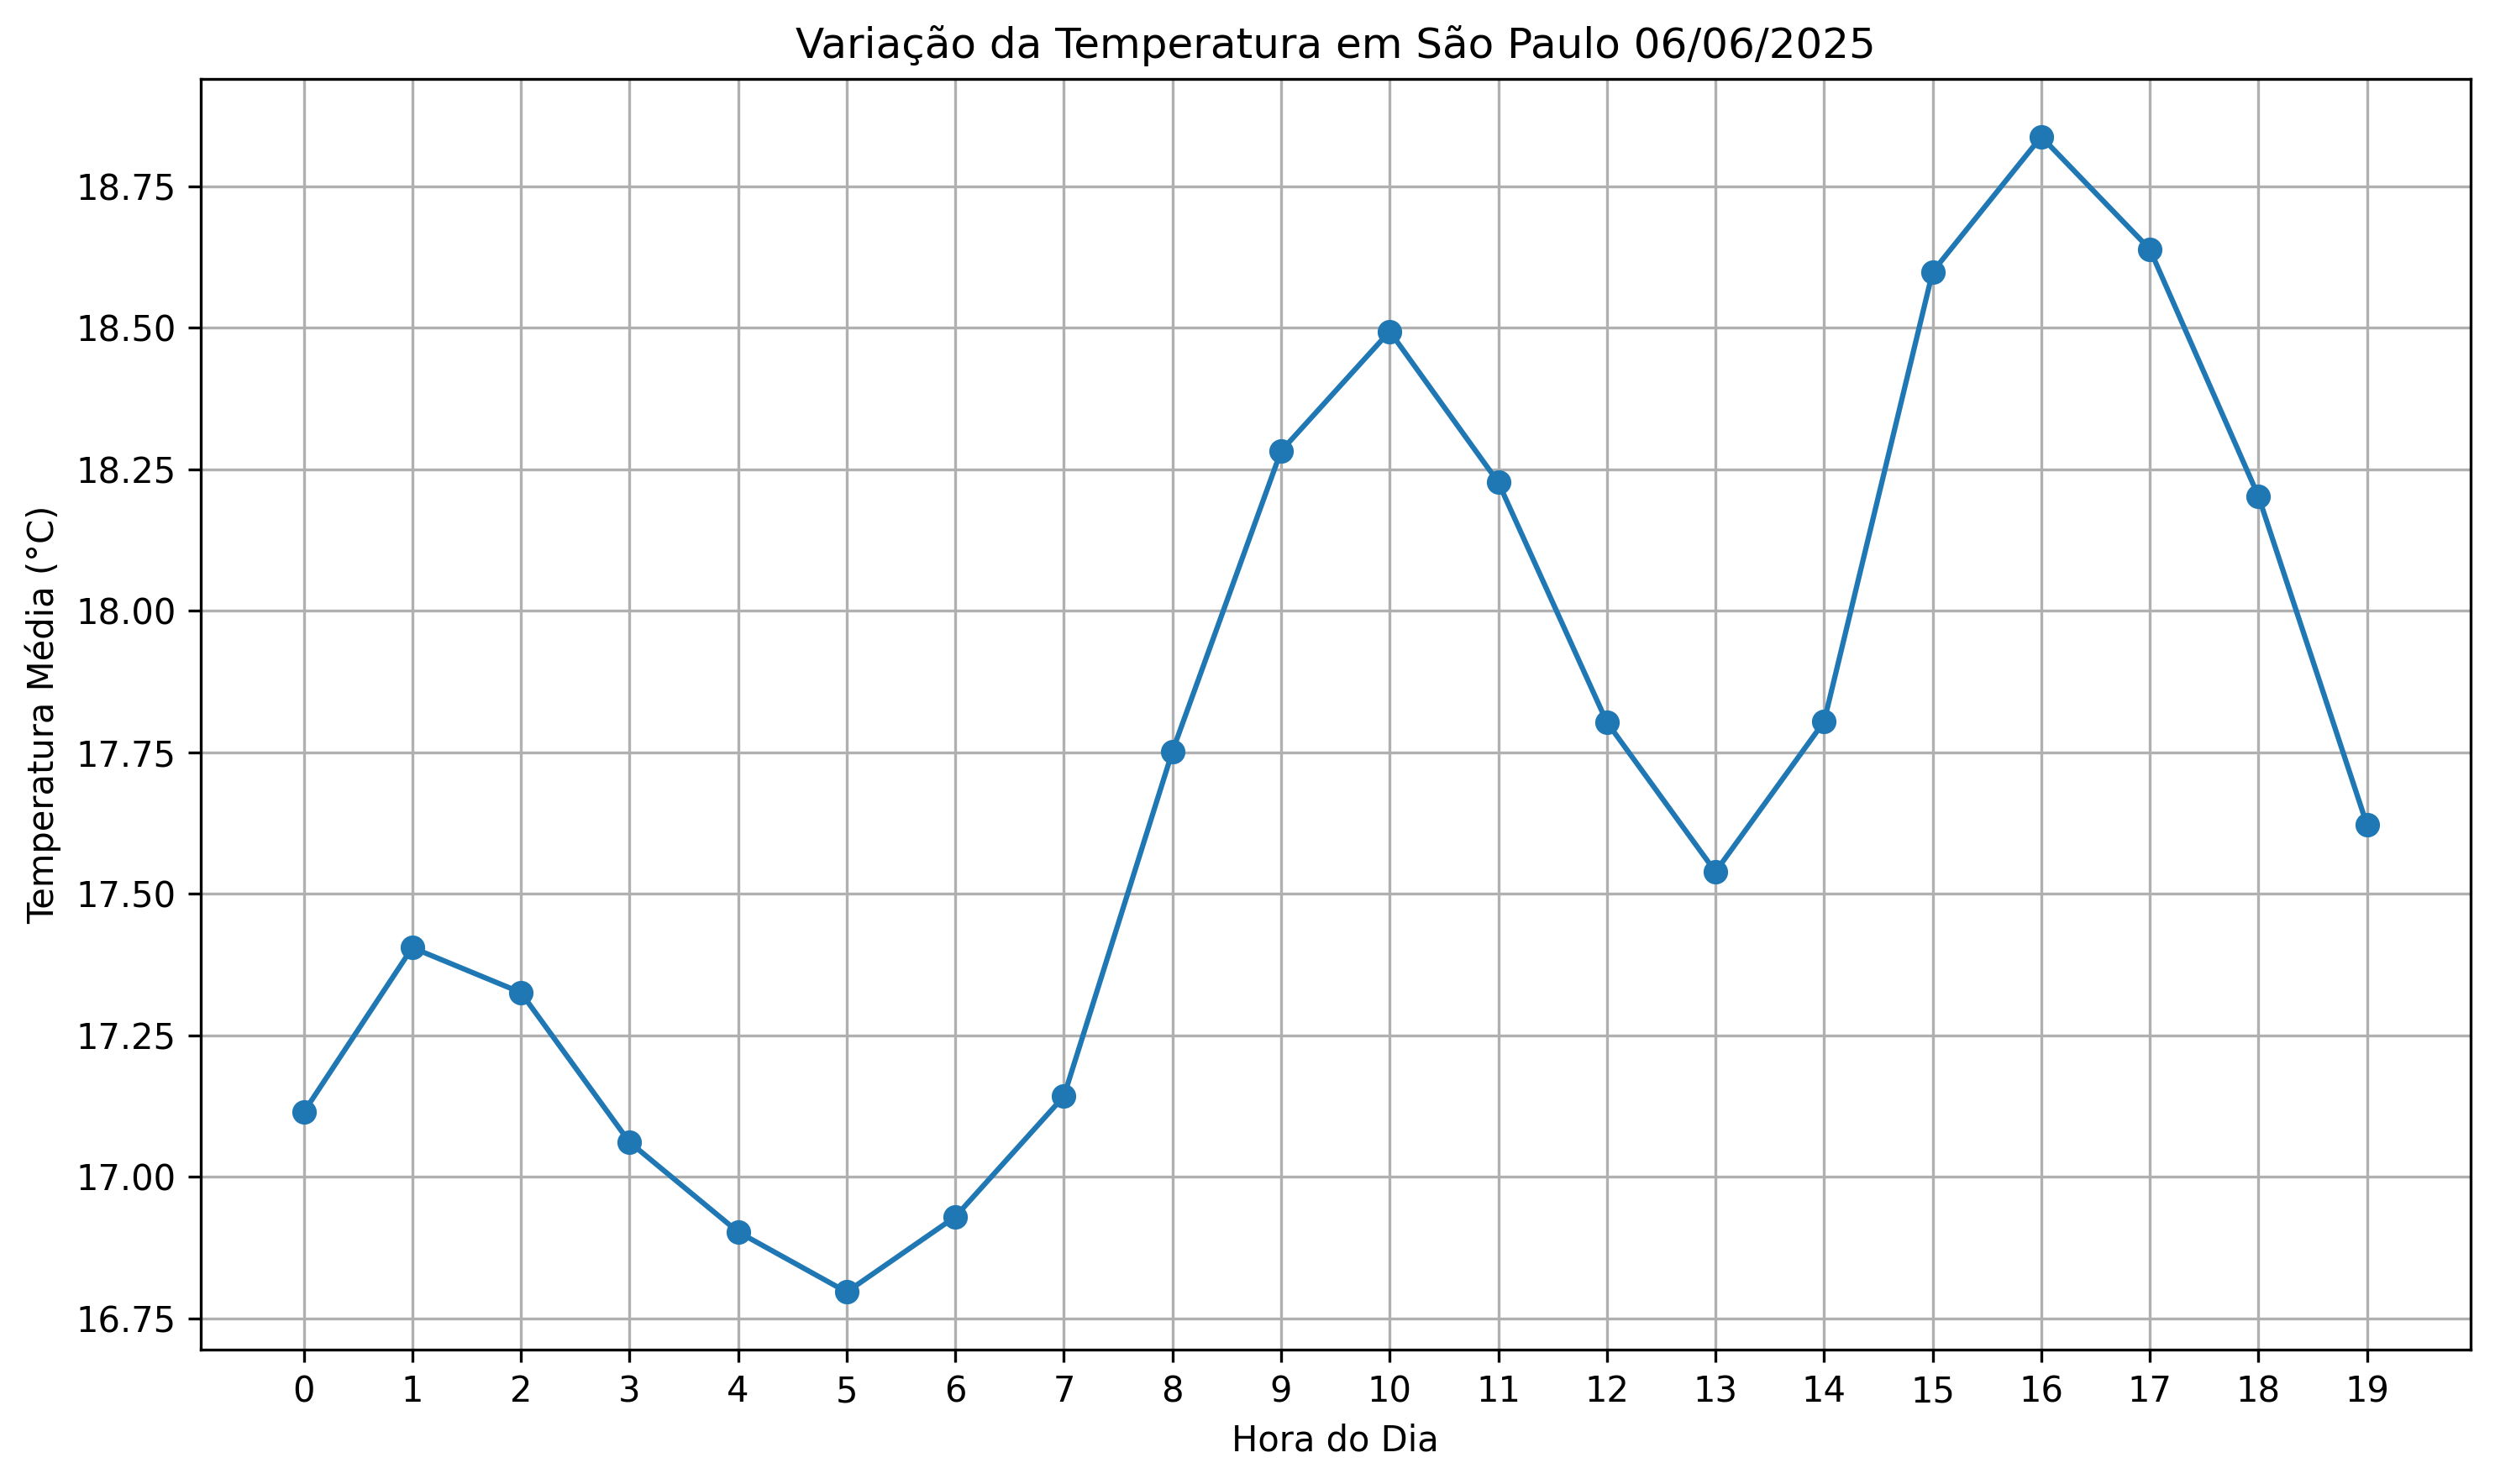 Variação da Temperatura em São Paulo 06/06/2025
Temperatura Média (°C)
18.75
18.50
18.25
18.00
17.75
17.50
17.25
17.00
16.75
0 1 2 3 4 5 6 7 8 9 10 11 12 13 14 15 16 17 18 19
Hora do Dia